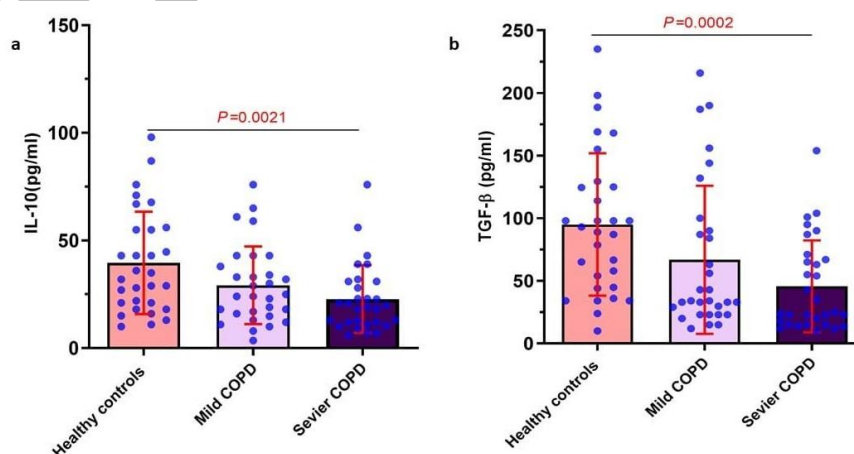 a
IL-10(pg/ml)
150
100
50
0
P=0.0021
Healthy controls
Mild COPD
Sevier COPD
b
TGF-β (pg/ml)
250
200
150
100
50
0
P=0.0002
Healthy controls
Mild COPD
Sevier COPD